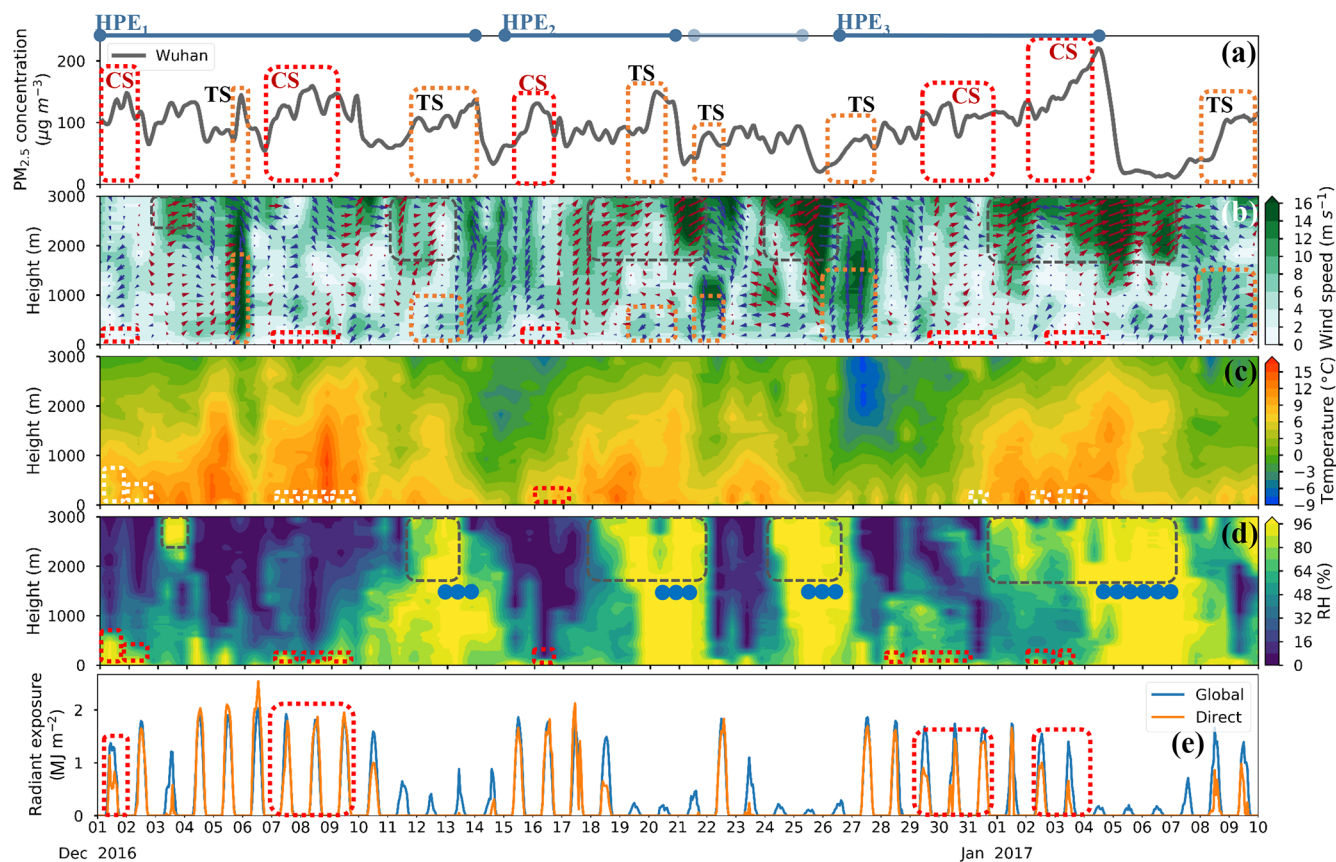 HPE₁ HPE₂ HPE₃
(a)
Wuhan
CS TS CS TS CS TS TS TS CS CS TS
PM₂.₅ concentration
(μg m⁻³)
200
100
0
(b)
Height (m)
3000
2000
1000
0
16
14
12
10
8
6
4
2
0
Wind speed (m s⁻¹)
(c)
Height (m)
3000
2000
1000
0
15
12
9
6
3
0
−3
−6
−9
Temperature (°C)
(d)
Height (m)
3000
2000
1000
0
96
80
64
48
32
16
0
RH (%)
(e)
Global
Direct
Radiant exposure
(MJ m⁻²)
2
1
0
01 02 03 04 05 06 07 08 09 10 11 12 13 14 15 16 17 18 19 20 21 22 23 24 25 26 27 28 29 30 31 01 02 03 04 05 06 07 08 09 10
Dec 2016 Jan 2017